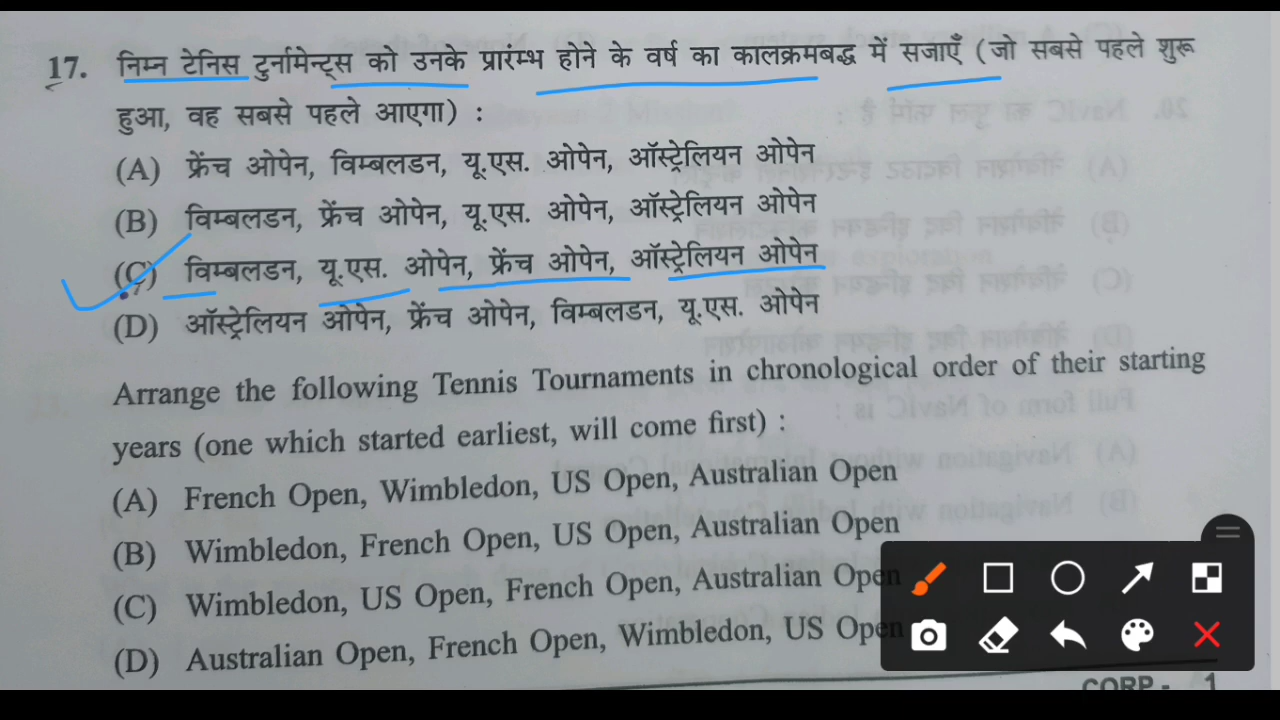 17. निम्न टेनिस टुर्नामेन्ट्स को उनके प्रारंम्भ होने के वर्ष का कालक्रमबद्ध में सजाएँ (जो सबसे पहले शुरू
हुआ, वह सबसे पहले आएगा) :
(A) फ्रेंच ओपेन, विम्बलडन, यू.एस. ओपेन, ऑस्ट्रेलियन ओपेन
(B) विम्बलडन, फ्रेंच ओपेन, यू.एस. ओपेन, ऑस्ट्रेलियन ओपेन
(C) विम्बलडन, यू.एस. ओपेन, फ्रेंच ओपेन, ऑस्ट्रेलियन ओपेन
(D) ऑस्ट्रेलियन ओपेन, फ्रेंच ओपेन, विम्बलडन, यू.एस. ओपेन
Arrange the following Tennis Tournaments in chronological order of their starting
years (one which started earliest, will come first) :
(A) French Open, Wimbledon, US Open, Australian Open
(B) Wimbledon, French Open, US Open, Australian Open
(C) Wimbledon, US Open, French Open, Australian Open
(D) Australian Open, French Open, Wimbledon, US Open
CORP - 1